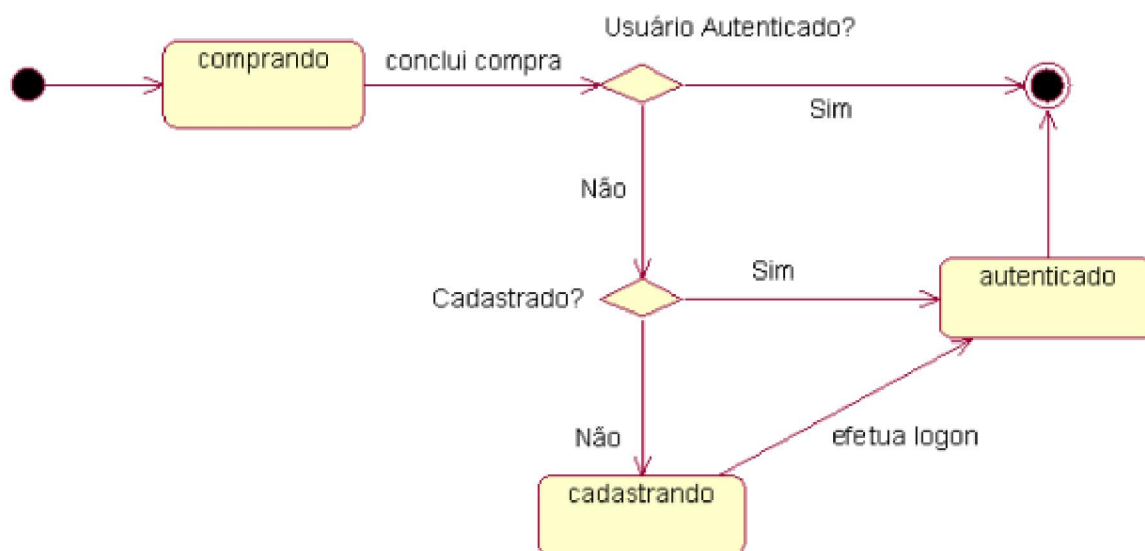 Usuário Autenticado?
comprando
conclui compra
Sim
Não
Cadastrado?
Sim
autenticado
Não
efetua logon
cadastrando